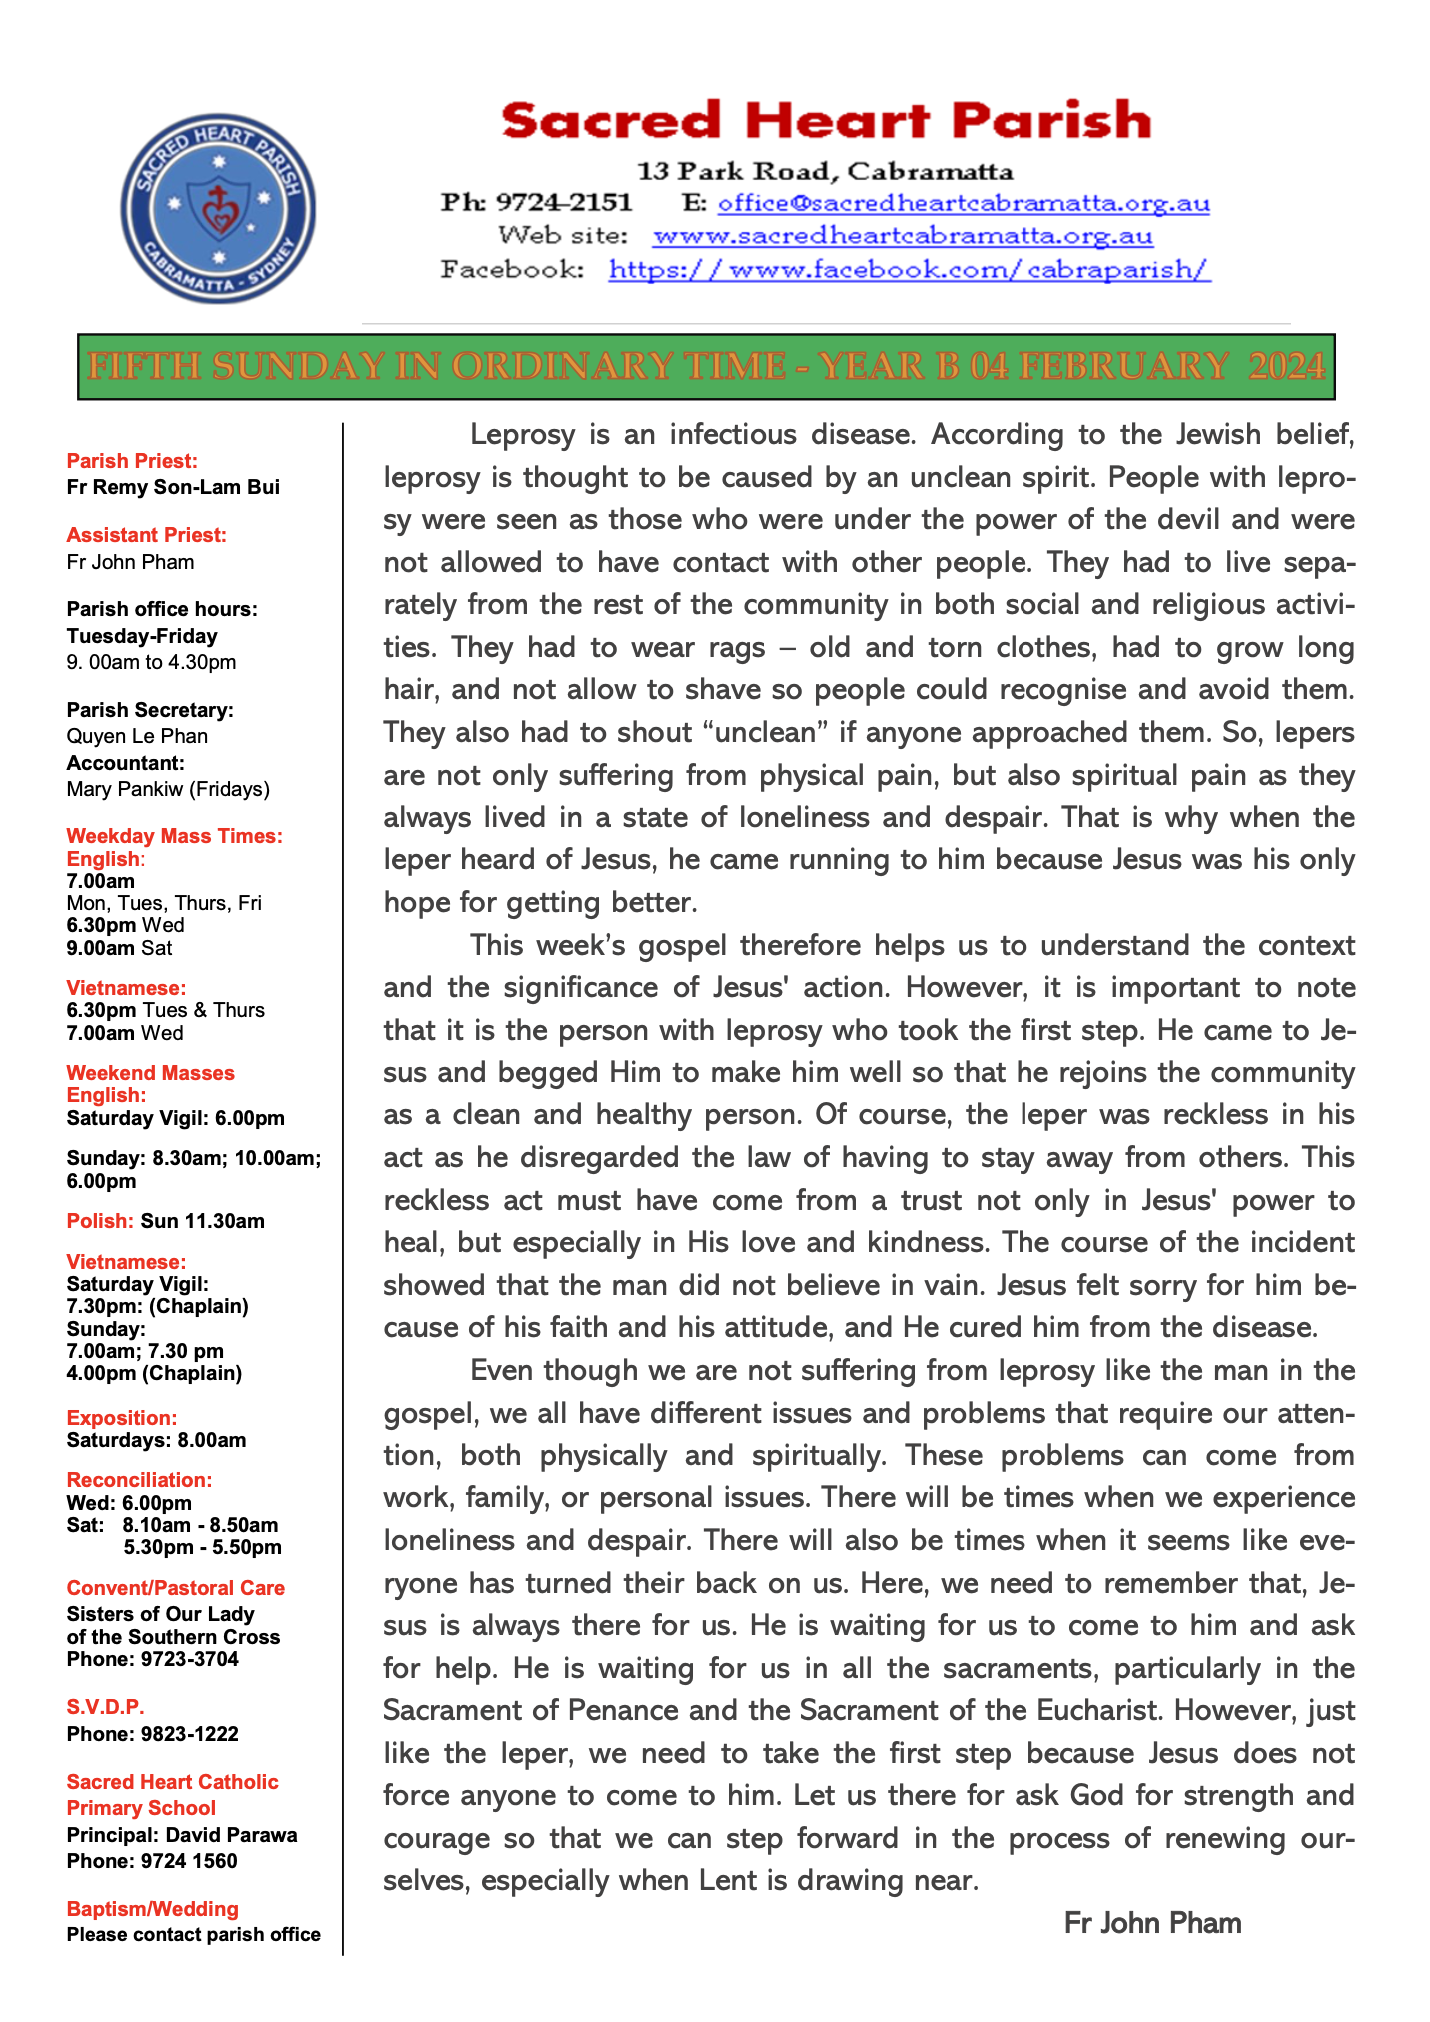 SACRED HEART PARISH
CABRAMATTA - SYDNEY
Sacred Heart Parish
13 Park Road, Cabramatta
Ph: 9724-2151 E: office@sacredheartcabramatta.org.au
Web site: www.sacredheartcabramatta.org.au
Facebook: https://www.facebook.com/cabraparish/
FIFTH SUNDAY IN ORDINARY TIME - YEAR B 04 FEBRUARY 2024
Parish Priest:
Fr Remy Son-Lam Bui
Assistant Priest:
Fr John Pham
Parish office hours:
Tuesday-Friday
9. 00am to 4.30pm
Parish Secretary:
Quyen Le Phan
Accountant:
Mary Pankiw (Fridays)
Weekday Mass Times:
English:
7.00am
Mon, Tues, Thurs, Fri
6.30pm Wed
9.00am Sat
Vietnamese:
6.30pm Tues & Thurs
7.00am Wed
Weekend Masses
English:
Saturday Vigil: 6.00pm
Sunday: 8.30am; 10.00am;
6.00pm
Polish: Sun 11.30am
Vietnamese:
Saturday Vigil:
7.30pm: (Chaplain)
Sunday:
7.00am; 7.30 pm
4.00pm (Chaplain)
Exposition:
Saturdays: 8.00am
Reconciliation:
Wed: 6.00pm
Sat: 8.10am - 8.50am
5.30pm - 5.50pm
Convent/Pastoral Care
Sisters of Our Lady
of the Southern Cross
Phone: 9723-3704
S.V.D.P.
Phone: 9823-1222
Sacred Heart Catholic
Primary School
Principal: David Parawa
Phone: 9724 1560
Baptism/Wedding
Please contact parish office
Leprosy is an infectious disease. According to the Jewish belief,
leprosy is thought to be caused by an unclean spirit. People with lepro-
sy were seen as those who were under the power of the devil and were
not allowed to have contact with other people. They had to live sepa-
rately from the rest of the community in both social and religious activi-
ties. They had to wear rags – old and torn clothes, had to grow long
hair, and not allow to shave so people could recognise and avoid them.
They also had to shout “unclean” if anyone approached them. So, lepers
are not only suffering from physical pain, but also spiritual pain as they
always lived in a state of loneliness and despair. That is why when the
leper heard of Jesus, he came running to him because Jesus was his only
hope for getting better.
This week’s gospel therefore helps us to understand the context
and the significance of Jesus' action. However, it is important to note
that it is the person with leprosy who took the first step. He came to Je-
sus and begged Him to make him well so that he rejoins the community
as a clean and healthy person. Of course, the leper was reckless in his
act as he disregarded the law of having to stay away from others. This
reckless act must have come from a trust not only in Jesus' power to
heal, but especially in His love and kindness. The course of the incident
showed that the man did not believe in vain. Jesus felt sorry for him be-
cause of his faith and his attitude, and He cured him from the disease.
Even though we are not suffering from leprosy like the man in the
gospel, we all have different issues and problems that require our atten-
tion, both physically and spiritually. These problems can come from
work, family, or personal issues. There will be times when we experience
loneliness and despair. There will also be times when it seems like eve-
ryone has turned their back on us. Here, we need to remember that, Je-
sus is always there for us. He is waiting for us to come to him and ask
for help. He is waiting for us in all the sacraments, particularly in the
Sacrament of Penance and the Sacrament of the Eucharist. However, just
like the leper, we need to take the first step because Jesus does not
force anyone to come to him. Let us there for ask God for strength and
courage so that we can step forward in the process of renewing our-
selves, especially when Lent is drawing near.
Fr John Pham